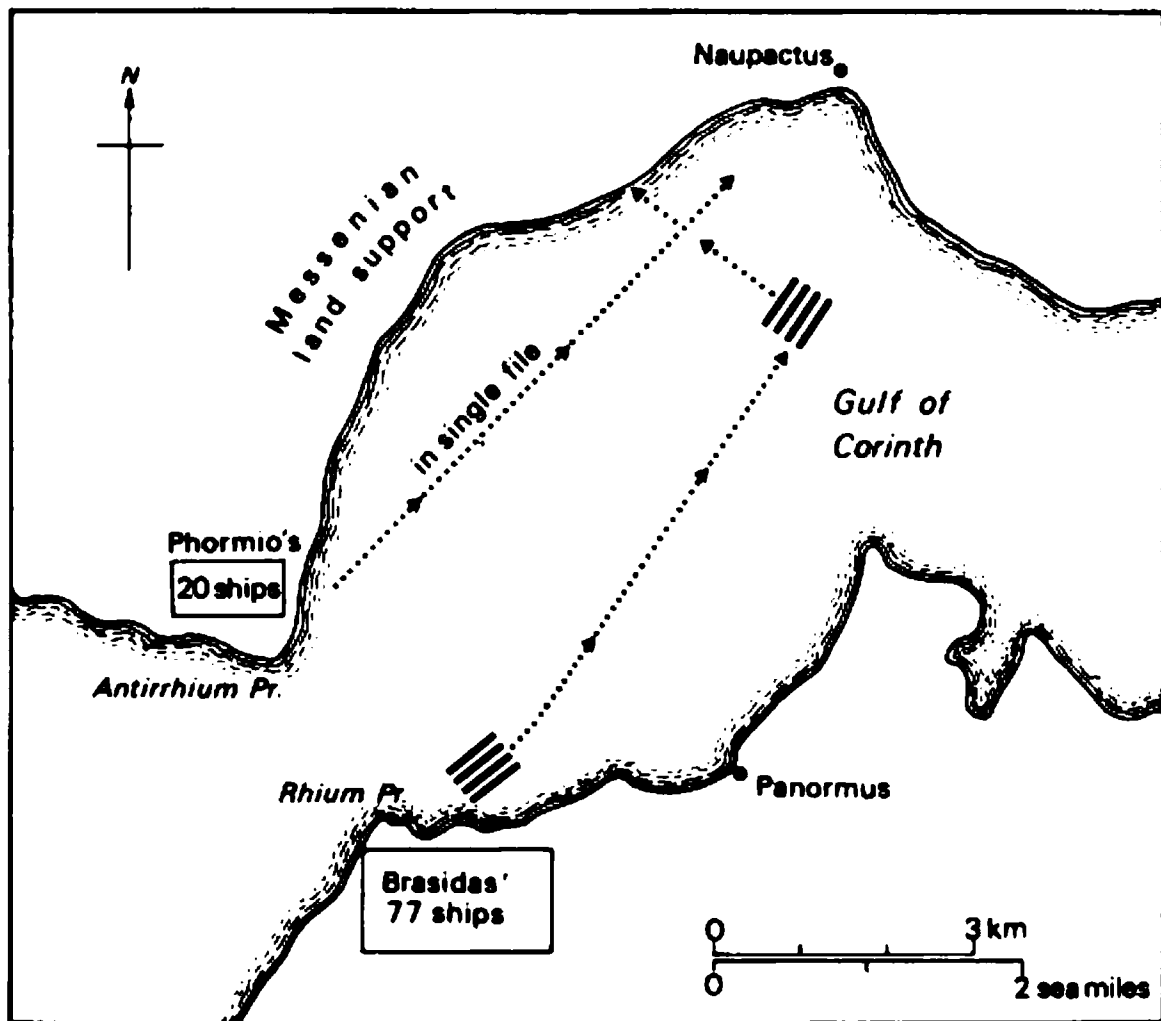 N
Naupactus
Messenian
land support
in single file
Gulf of
Corinth
Phormio's
20 ships
Antirrhium Pr.
Rhium Pr.
Panormus
Brasidas'
77 ships
0 3 km
0 2 sea miles